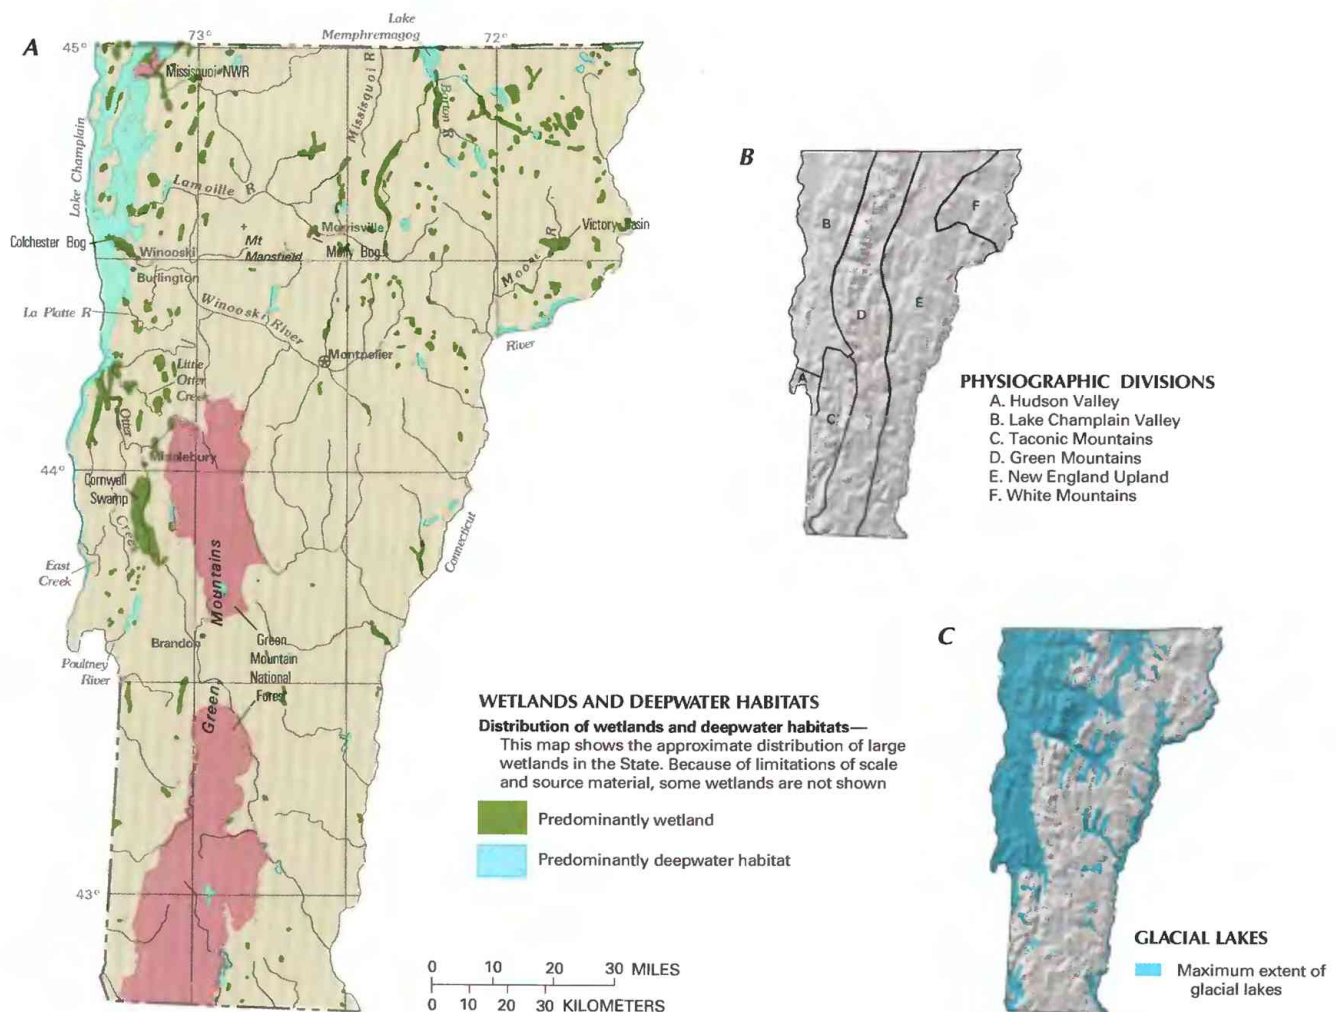 A
45°
73°
Lake
Memphremagog
72°
Missisquoi NWR
Missisquoi R
Barton R
Lake Champlain
Lamoille R
Colchester Bog
Winooski
Mt
Mansfield
Morrisville
Molly Bog
Victory Basin
Moose R
Burlington
La Platte R
Winooski River
Montpelier
River
Little
Otter
Creek
Otter
Middlebury
44°
Cornwall
Swamp
Creek
East
Creek
Connecticut
Mountains
Green
Brandon
Green
Mountain
National
Forest
Poultney
River
43°
WETLANDS AND DEEPWATER HABITATS
Distribution of wetlands and deepwater habitats—
This map shows the approximate distribution of large
wetlands in the State. Because of limitations of scale
and source material, some wetlands are not shown
Predominantly wetland
Predominantly deepwater habitat
0 10 20 30 MILES
0 10 20 30 KILOMETERS
B
B
F
D
E
A
C
PHYSIOGRAPHIC DIVISIONS
A. Hudson Valley
B. Lake Champlain Valley
C. Taconic Mountains
D. Green Mountains
E. New England Upland
F. White Mountains
C
GLACIAL LAKES
Maximum extent of
glacial lakes